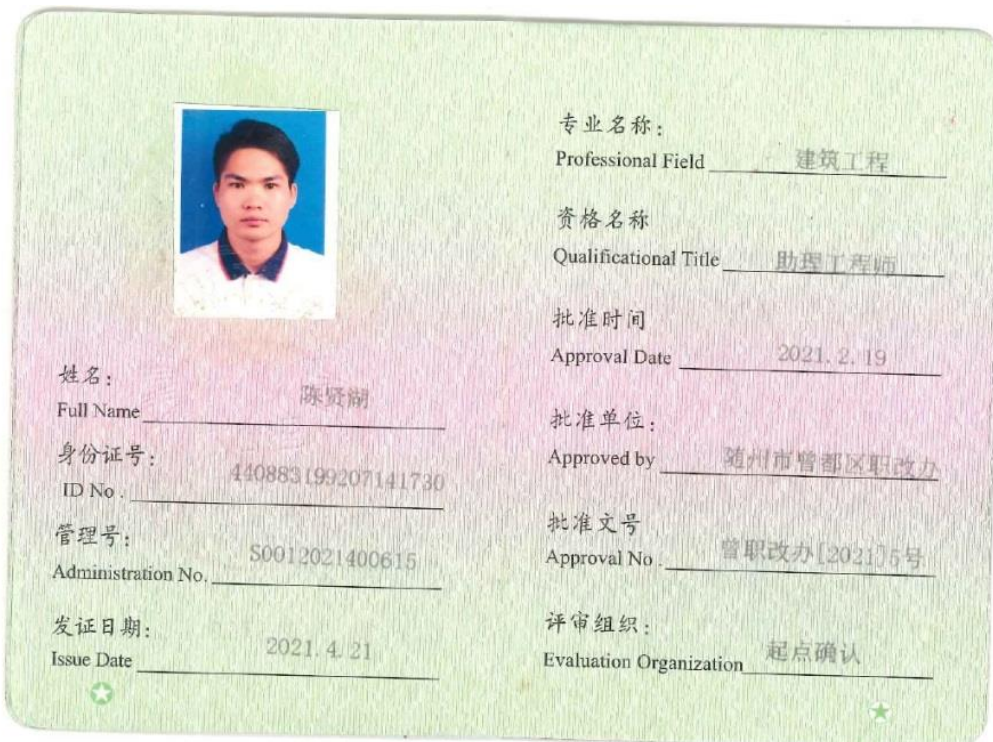 姓名：
Full Name 陈贤湖
身份证号：
ID No . 440883199207141730
管理号：
Administration No. S0012021400615
发证日期：
Issue Date 2021. 4. 21
专业名称：
Professional Field 建筑工程
资格名称
Qualificational Title 助理工程师
批准时间
Approval Date 2021. 2. 19
批准单位：
Approved by 随州市曾都区职改办
批准文号
Approval No . 曾职改办[2021]5号
评审组织：
Evaluation Organization 起点确认